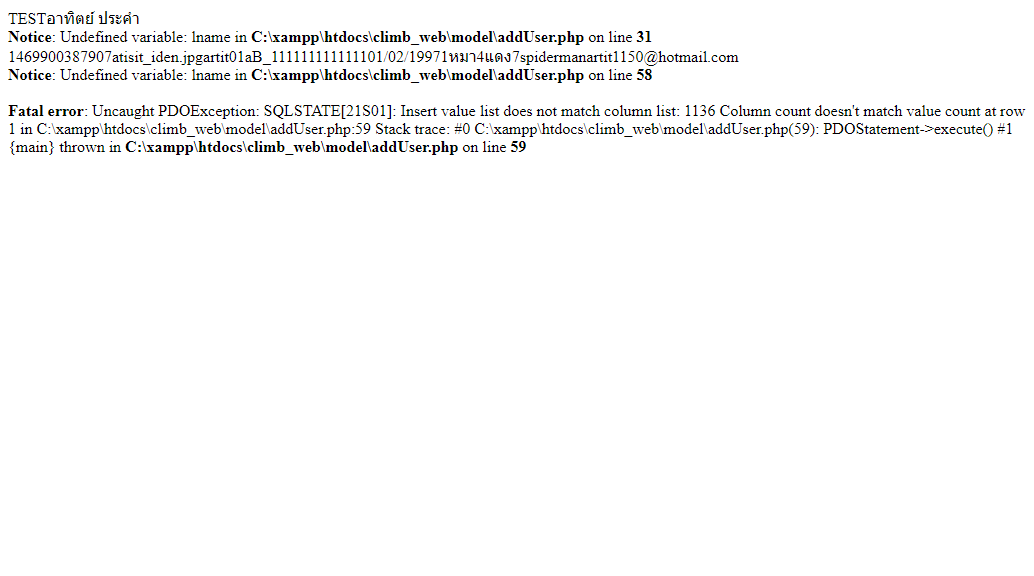 TESTอาทิตย์ ประคำ
Notice: Undefined variable: lname in C:\xampp\htdocs\climb_web\model\addUser.php on line 31
1469900387907atisit_iden.jpgartit01aB_111111111111101/02/19971หมา4แดง7spidermanartit1150@hotmail.com
Notice: Undefined variable: lname in C:\xampp\htdocs\climb_web\model\addUser.php on line 58
Fatal error: Uncaught PDOException: SQLSTATE[21S01]: Insert value list does not match column list: 1136 Column count doesn't match value count at row
1 in C:\xampp\htdocs\climb_web\model\addUser.php:59 Stack trace: #0 C:\xampp\htdocs\climb_web\model\addUser.php(59): PDOStatement->execute() #1
{main} thrown in C:\xampp\htdocs\climb_web\model\addUser.php on line 59